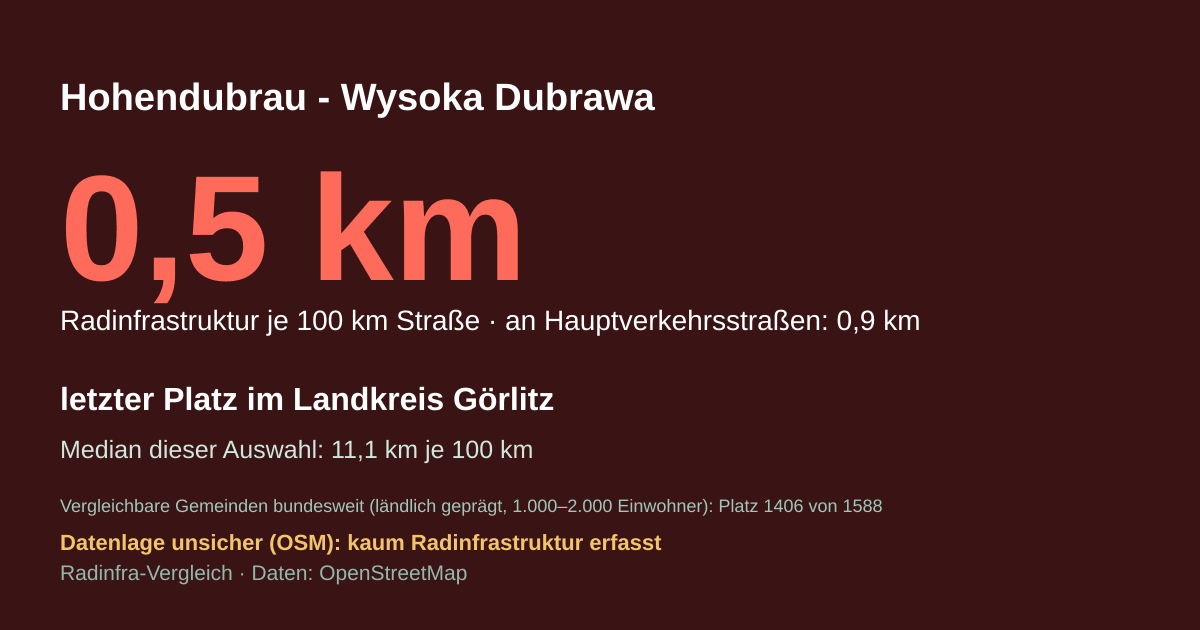 Hohendubrau - Wysoka Dubrawa
0,5 km
Radinfrastruktur je 100 km Straße · an Hauptverkehrsstraßen: 0,9 km
letzter Platz im Landkreis Görlitz
Median dieser Auswahl: 11,1 km je 100 km
Vergleichbare Gemeinden bundesweit (ländlich geprägt, 1.000–2.000 Einwohner): Platz 1406 von 1588
Datenlage unsicher (OSM): kaum Radinfrastruktur erfasst
Radinfra-Vergleich · Daten: OpenStreetMap